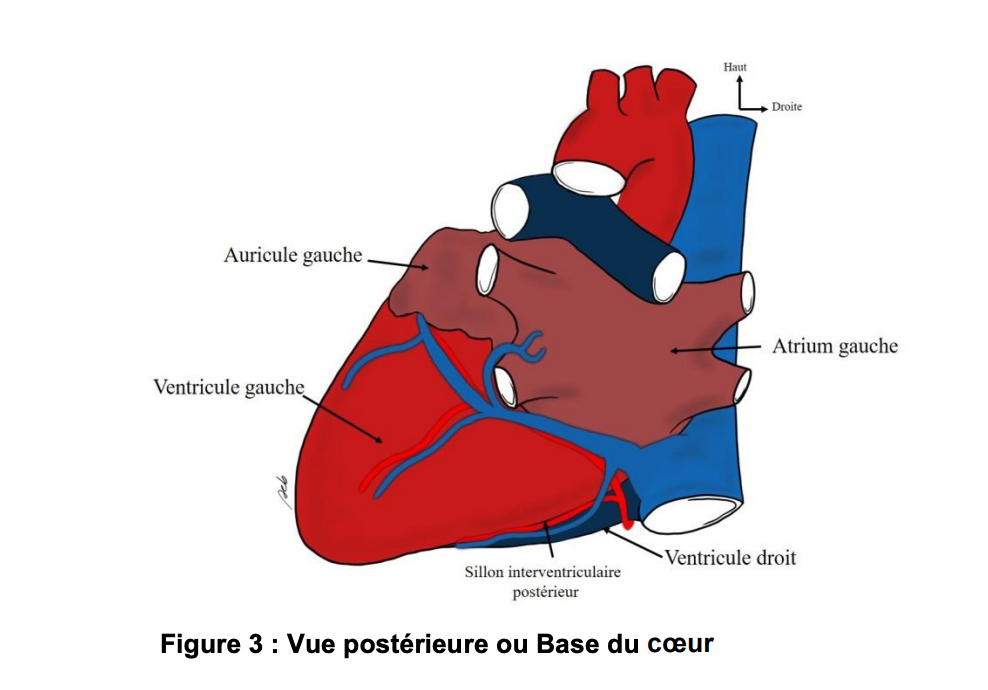 Haut
Droite
Auricule gauche
Atrium gauche
Ventricule gauche
Ventricule droit
Sillon interventriculaire
postérieur
Figure 3 : Vue postérieure ou Base du cœur